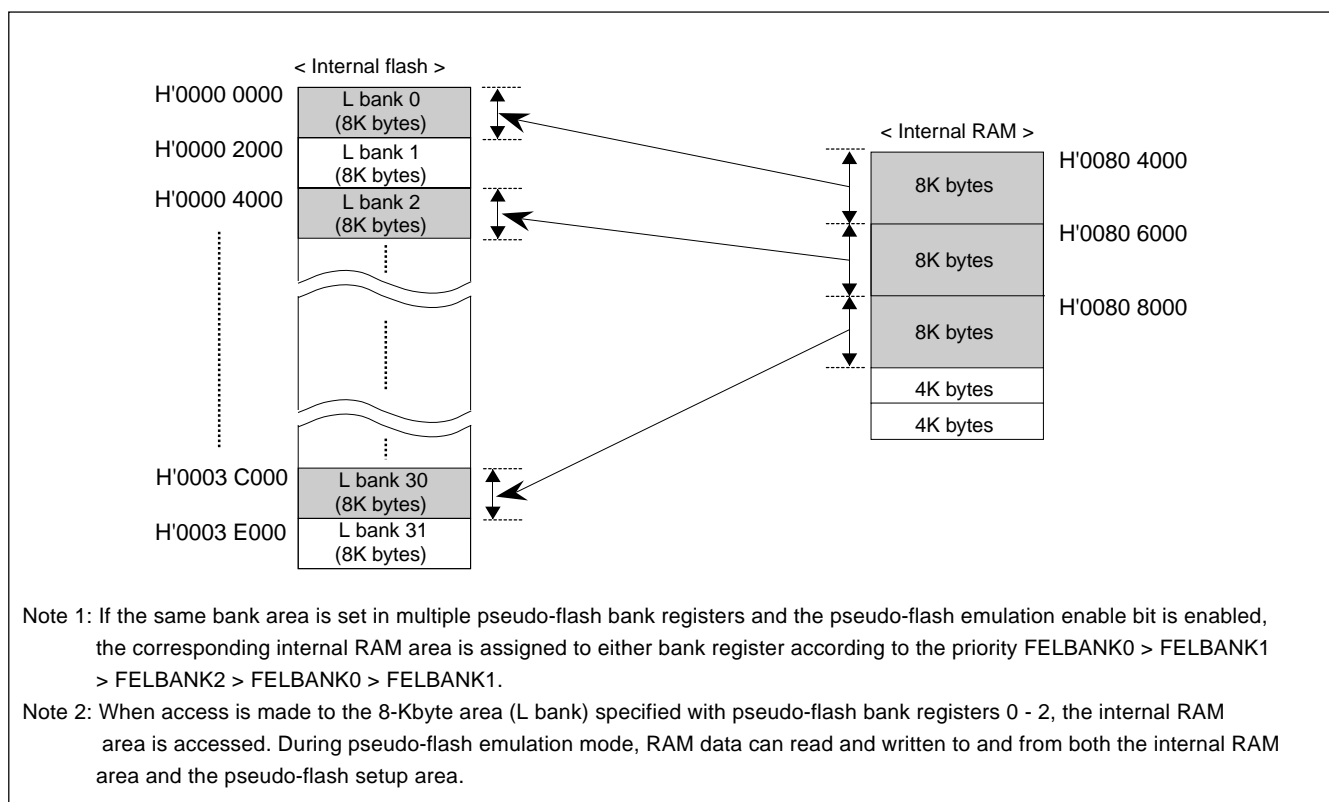 < Internal flash >
H'0000 0000
L bank 0
(8K bytes)
H'0000 2000
L bank 1
(8K bytes)
H'0000 4000
L bank 2
(8K bytes)
H'0003 C000
L bank 30
(8K bytes)
H'0003 E000
L bank 31
(8K bytes)
< Internal RAM >
H'0080 4000
8K bytes
H'0080 6000
8K bytes
H'0080 8000
8K bytes
4K bytes
4K bytes
Note 1: If the same bank area is set in multiple pseudo-flash bank registers and the pseudo-flash emulation enable bit is enabled,
the corresponding internal RAM area is assigned to either bank register according to the priority FELBANK0 > FELBANK1
> FELBANK2 > FELBANK0 > FELBANK1.
Note 2: When access is made to the 8-Kbyte area (L bank) specified with pseudo-flash bank registers 0 - 2, the internal RAM
area is accessed. During pseudo-flash emulation mode, RAM data can read and written to and from both the internal RAM
area and the pseudo-flash setup area.